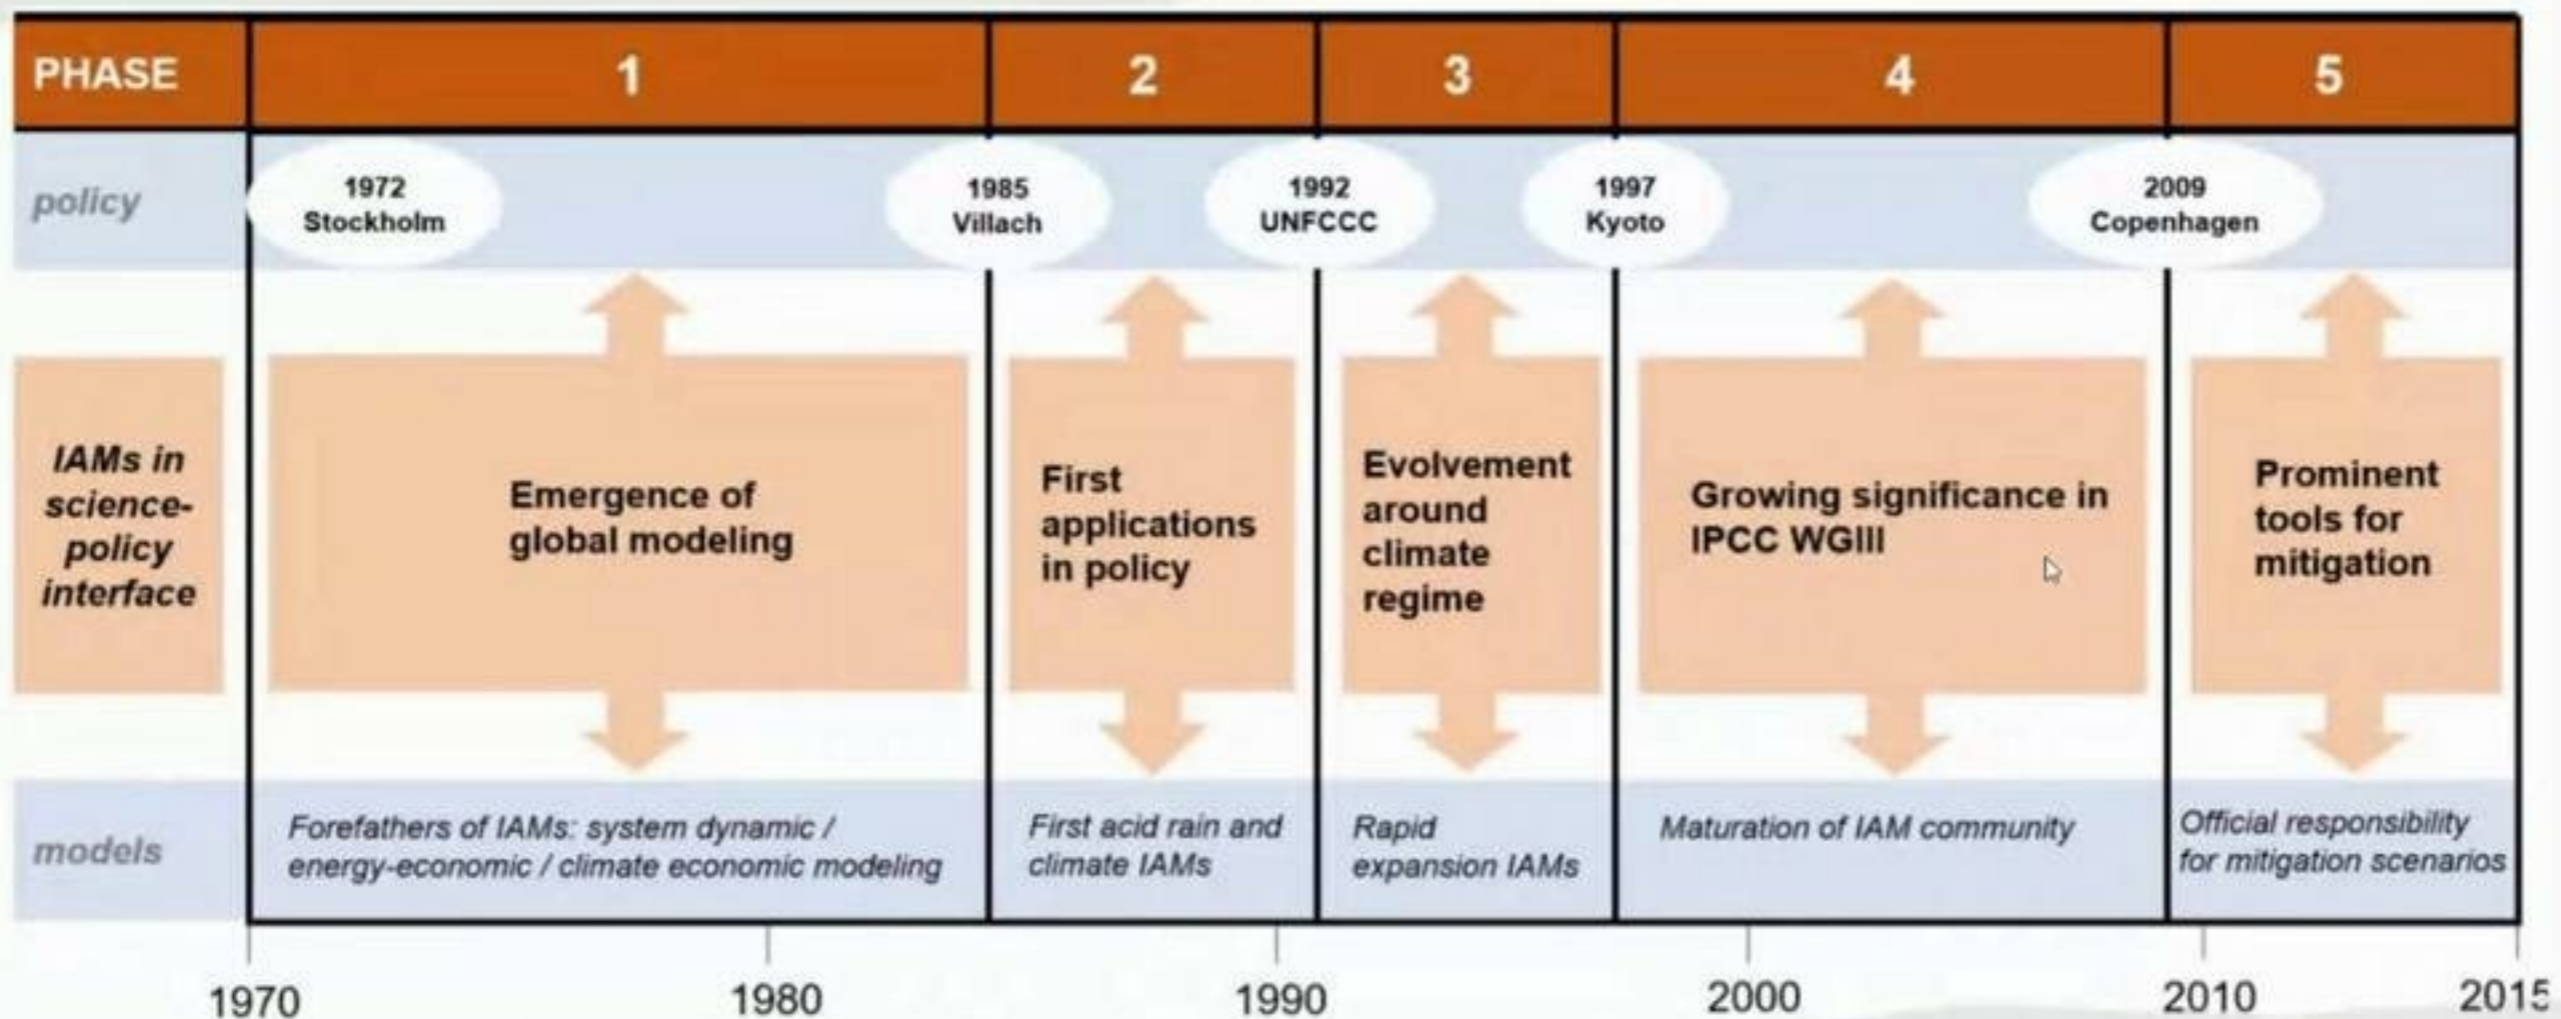 PHASE 1 2 3 4 5
policy
1972
Stockholm
1985
Villach
1992
UNFCCC
1997
Kyoto
2009
Copenhagen
IAMs in
science-
policy
interface
Emergence of
global modeling
First
applications
in policy
Evolvement
around
climate
regime
Growing significance in
IPCC WGIII
Prominent
tools for
mitigation
models
Forefathers of IAMs: system dynamic /
energy-economic / climate economic modeling
First acid rain and
climate IAMs
Rapid
expansion IAMs
Maturation of IAM community
Official responsibility
for mitigation scenarios
1970 1980 1990 2000 2010 2015